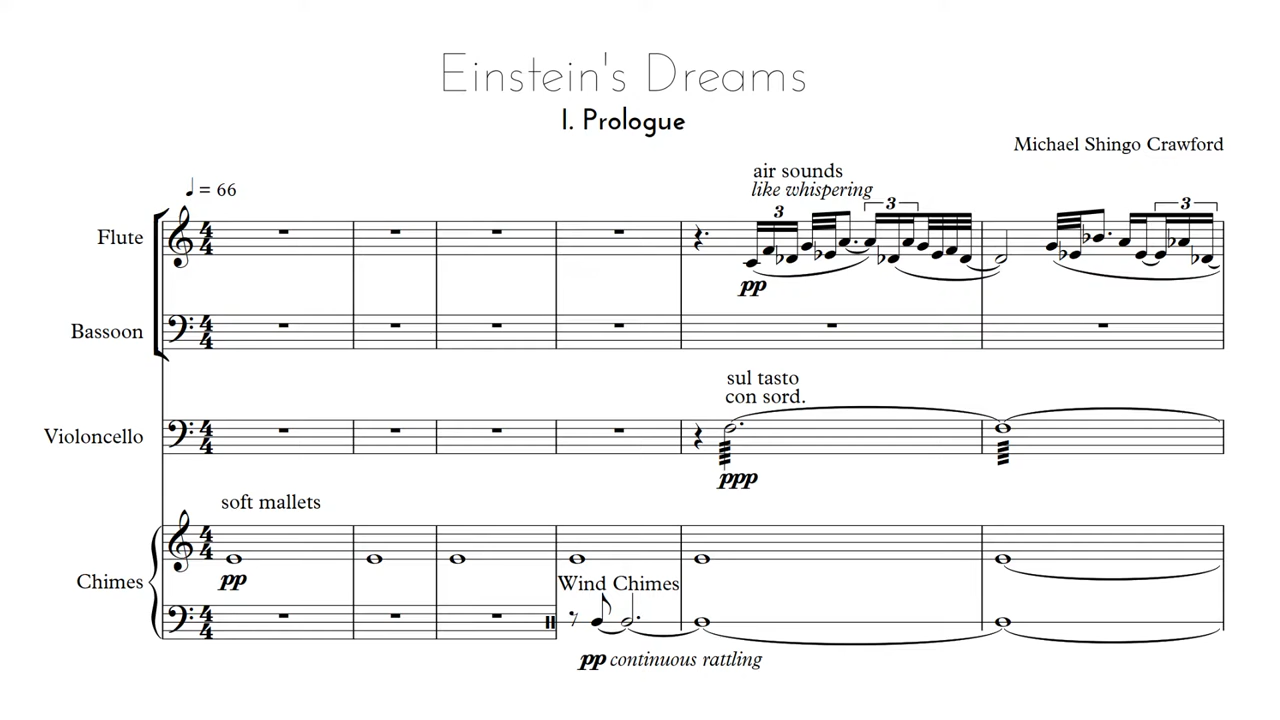 Einstein's Dreams
I. Prologue
Michael Shingo Crawford
♩ = 66
air sounds
like whispering
Flute
3
3
3
pp
Bassoon
sul tasto
con sord.
Violoncello
ppp
soft mallets
pp
Chimes
Wind Chimes
pp continuous rattling